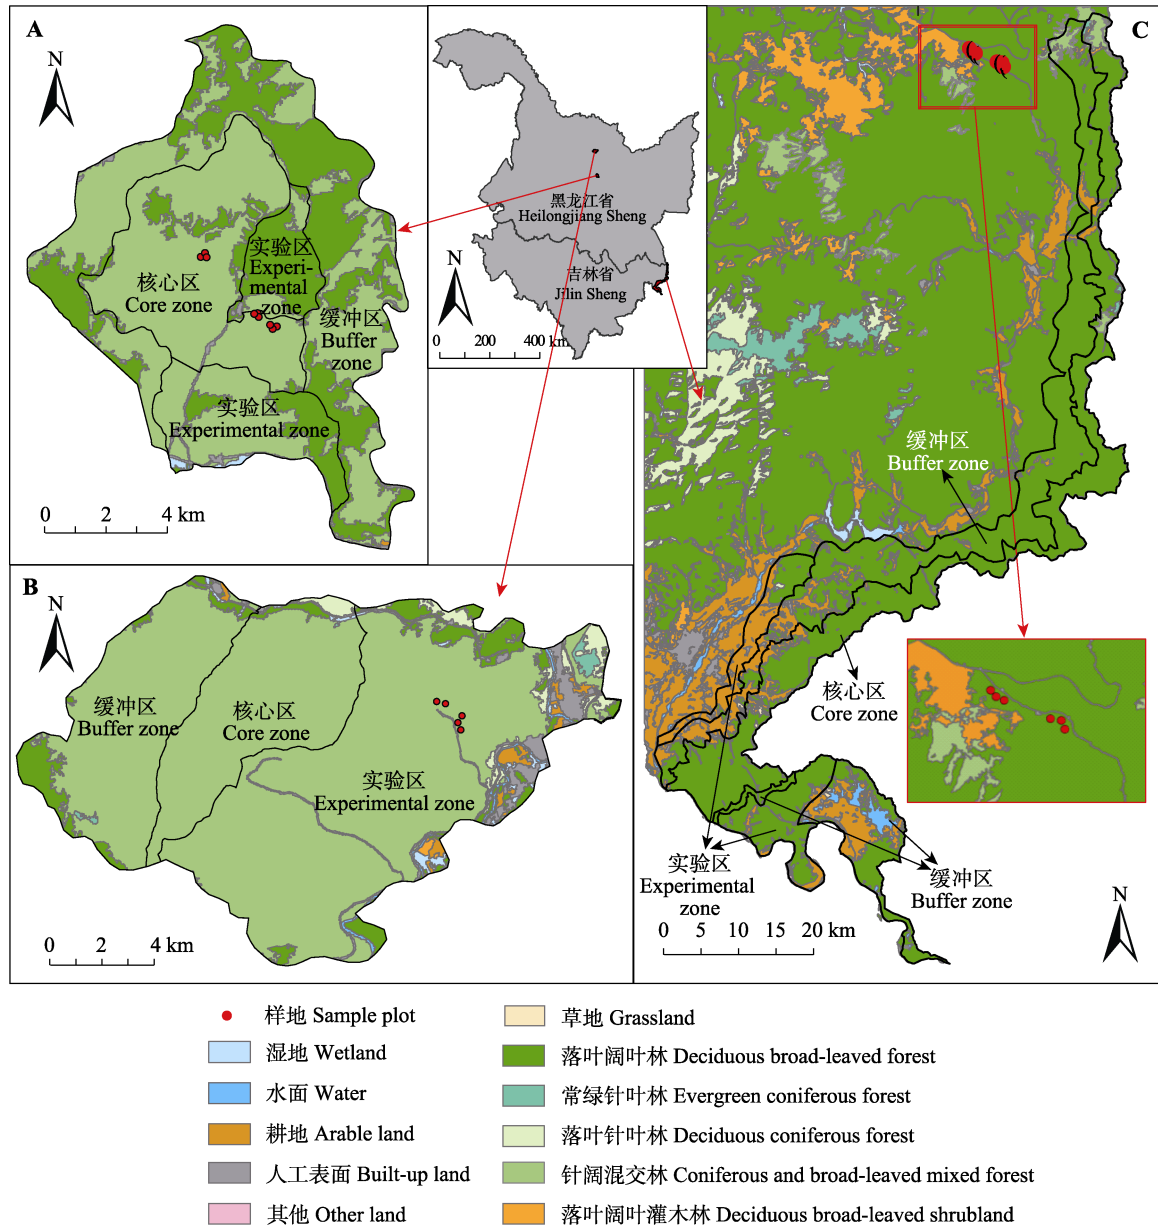 A
N
核心区
Core zone
实验区
Experi-
mental
zone
缓冲区
Buffer
zone
实验区
Experimental zone
0 2 4 km
黑龙江省
Heilongjiang Sheng
吉林省
Jilin Sheng
N
0 200 400 km
B
N
缓冲区
Buffer zone
核心区
Core zone
实验区
Experimental zone
0 2 4 km
C
缓冲区
Buffer zone
核心区
Core zone
实验区
Experimental
zone
缓冲区
Buffer zone
N
0 5 10 15 20 km
样地 Sample plot
湿地 Wetland
水面 Water
耕地 Arable land
人工表面 Built-up land
其他 Other land
草地 Grassland
落叶阔叶林 Deciduous broad-leaved forest
常绿针叶林 Evergreen coniferous forest
落叶针叶林 Deciduous coniferous forest
针阔混交林 Coniferous and broad-leaved mixed forest
落叶阔叶灌木林 Deciduous broad-leaved shrubland